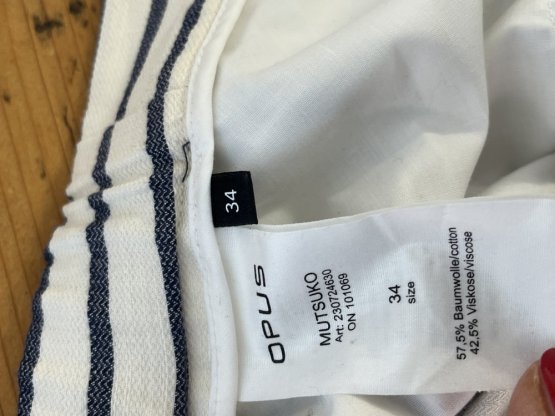 34
OPUS
MUTSUKO
Art: 230724630
ON 101069
34
size
57,5% Baumwolle/cotton
42,5% Viskose/viscose